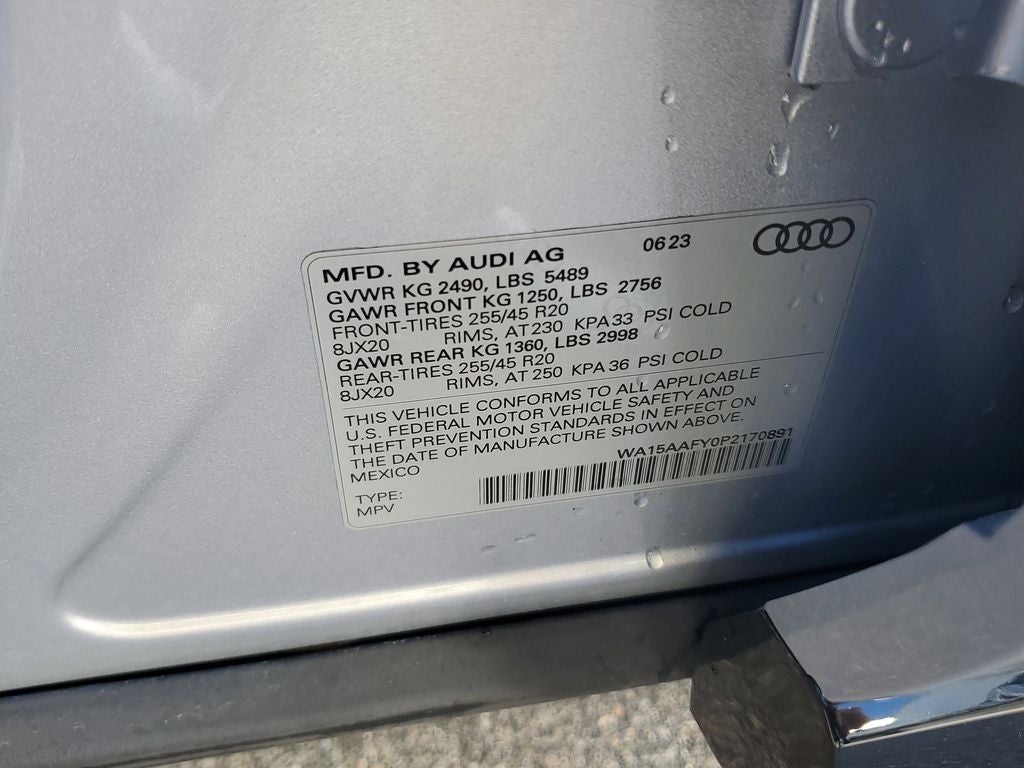 MFD. BY AUDI AG 0623
GVWR KG 2490, LBS 5489
GAWR FRONT KG 1250, LBS 2756
FRONT-TIRES 255/45 R20
8JX20 RIMS, AT 230 KPA 33 PSI COLD
GAWR REAR KG 1360, LBS 2998
REAR-TIRES 255/45 R20
8JX20 RIMS, AT 250 KPA 36 PSI COLD
THIS VEHICLE CONFORMS TO ALL APPLICABLE
U.S. FEDERAL MOTOR VEHICLE SAFETY AND
THEFT PREVENTION STANDARDS IN EFFECT ON
THE DATE OF MANUFACTURE SHOWN ABOVE.
MEXICO WA15AAFY0P2170891
TYPE:
MPV